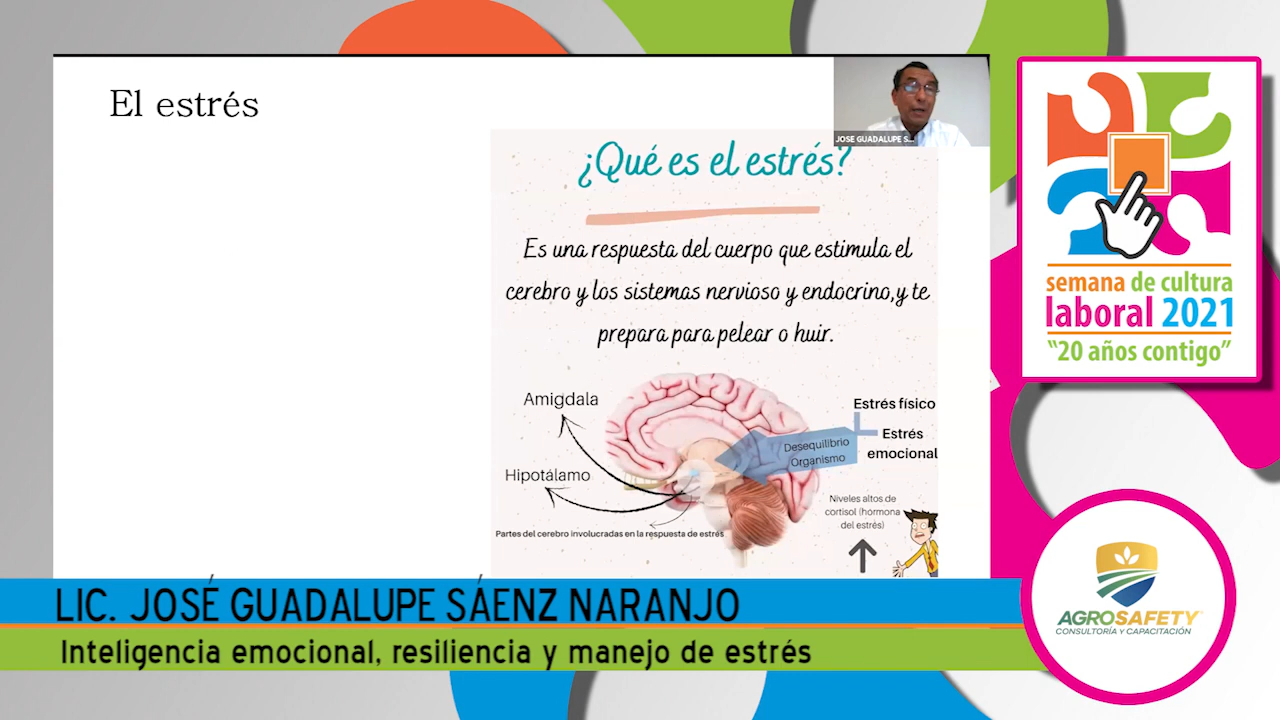 El estrés
JOSE GUADALUPE S...
¿Qué es el estrés?
Es una respuesta del cuerpo que estimula el
cerebro y los sistemas nervioso y endocrino,y te
prepara para pelear o huir.
Amigdala
Hipotálamo
Partes del cerebro involucradas en la respuesta de estrés
Estrés físico
Estrés
emocional
Desequilibrio
Organismo
Niveles altos de
cortisol (hormona
del estrés)
semana de cultura
laboral 2021
"20 años contigo"
LIC. JOSÉ GUADALUPE SÁENZ NARANJO
Inteligencia emocional, resiliencia y manejo de estrés
AGROSAFETY
CONSULTORÍA Y CAPACITACIÓN